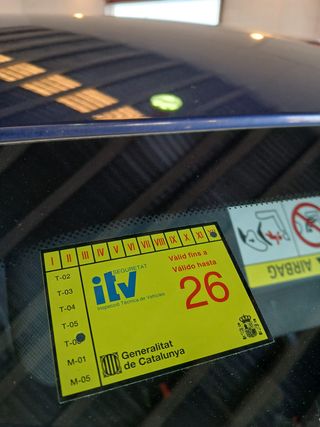 I II III IV V VI VII VIII IX X XI
T-02
T-03
T-04
T-05
M-01
M-05
SEGURETAT
itv
Inspecció Tècnica de Vehicles
Vàlid fins a
Válido hasta
26
Generalitat
de Catalunya
AIRBAG